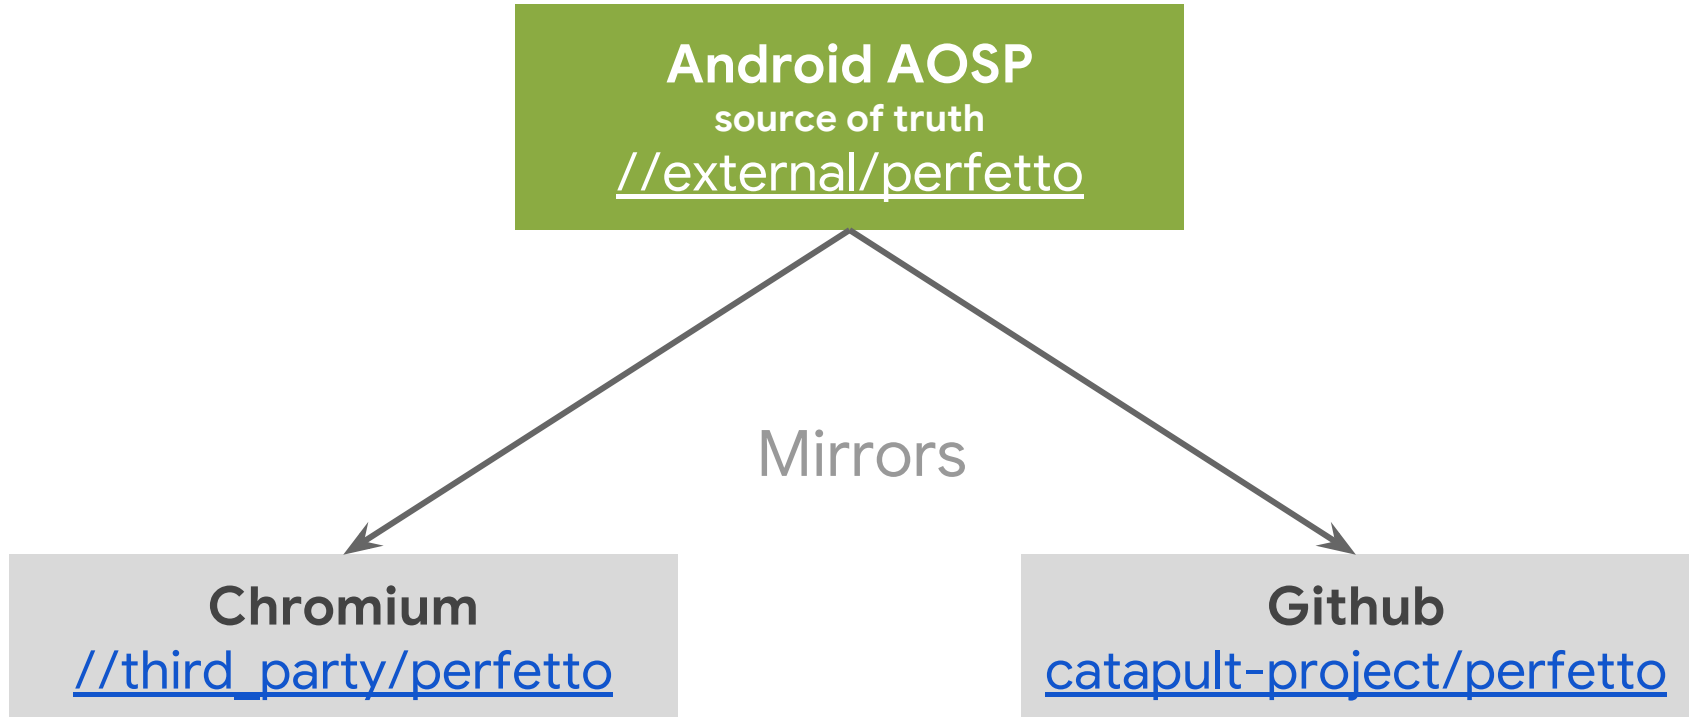 Android AOSP
source of truth
//external/perfetto
Mirrors
Chromium
//third_party/perfetto
Github
catapult-project/perfetto